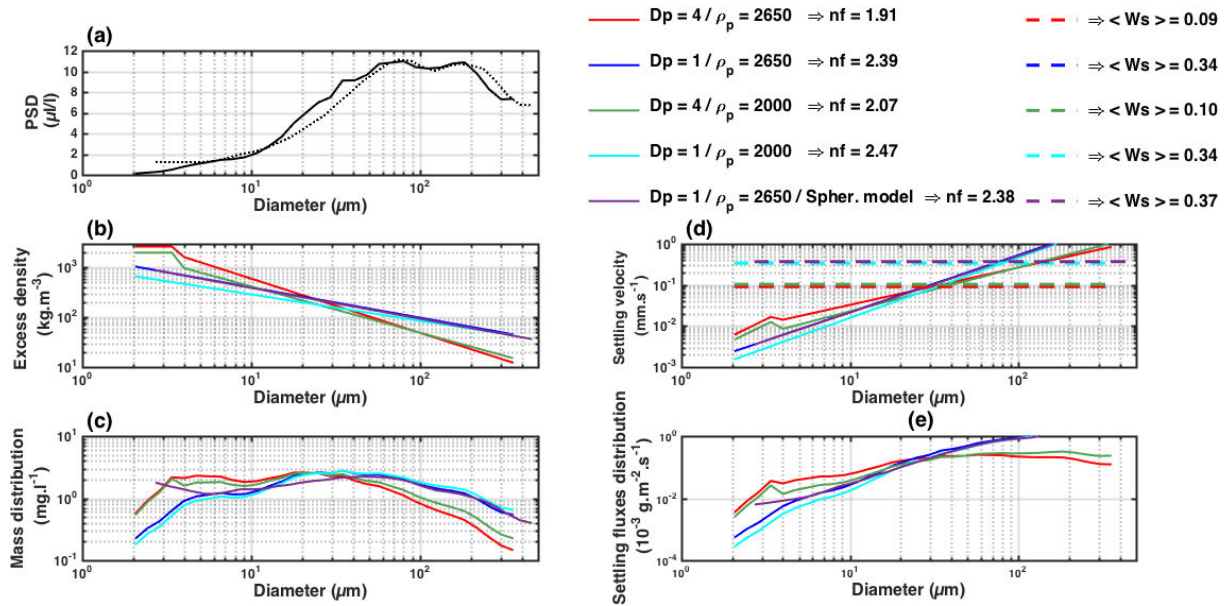 (a)
12
10
8
6
4
2
0
PSD
(µl/l)
10⁰ 10¹ 10²
Diameter (µm)
Dp = 4 / ρp = 2650 ⇒ nf = 1.91 ⇒ < Ws > = 0.09
Dp = 1 / ρp = 2650 ⇒ nf = 2.39 ⇒ < Ws > = 0.34
Dp = 4 / ρp = 2000 ⇒ nf = 2.07 ⇒ < Ws > = 0.10
Dp = 1 / ρp = 2000 ⇒ nf = 2.47 ⇒ < Ws > = 0.34
Dp = 1 / ρp = 2650 / Spher. model ⇒ nf = 2.38 ⇒ < Ws > = 0.37
(b)
10³
10²
10¹
Excess density
(kg.m⁻³)
10⁰ 10¹ 10²
Diameter (µm)
(d)
10⁰
10⁻¹
10⁻²
10⁻³
Settling velocity
(mm.s⁻¹)
10⁰ 10¹ 10²
Diameter (µm)
(c)
10¹
10⁰
10⁻¹
Mass distribution
(mg.l⁻¹)
10⁰ 10¹ 10²
Diameter (µm)
(e)
10⁰
10⁻²
10⁻⁴
Settling fluxes distribution
(10⁻³ g.m⁻².s⁻¹)
10⁰ 10¹ 10²
Diameter (µm)